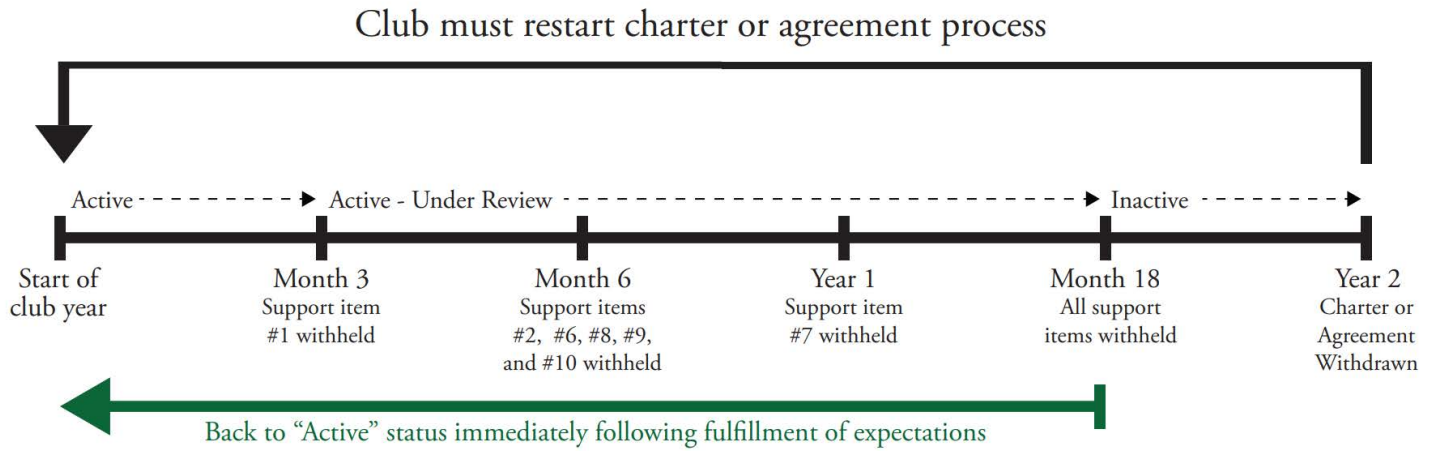 Club must restart charter or agreement process
Active
Active - Under Review
Inactive
Start of
club year
Month 3
Support item
#1 withheld
Month 6
Support items
#2, #6, #8, #9,
and #10 withheld
Year 1
Support item
#7 withheld
Month 18
All support
items withheld
Year 2
Charter or
Agreement
Withdrawn
Back to “Active” status immediately following fulfillment of expectations